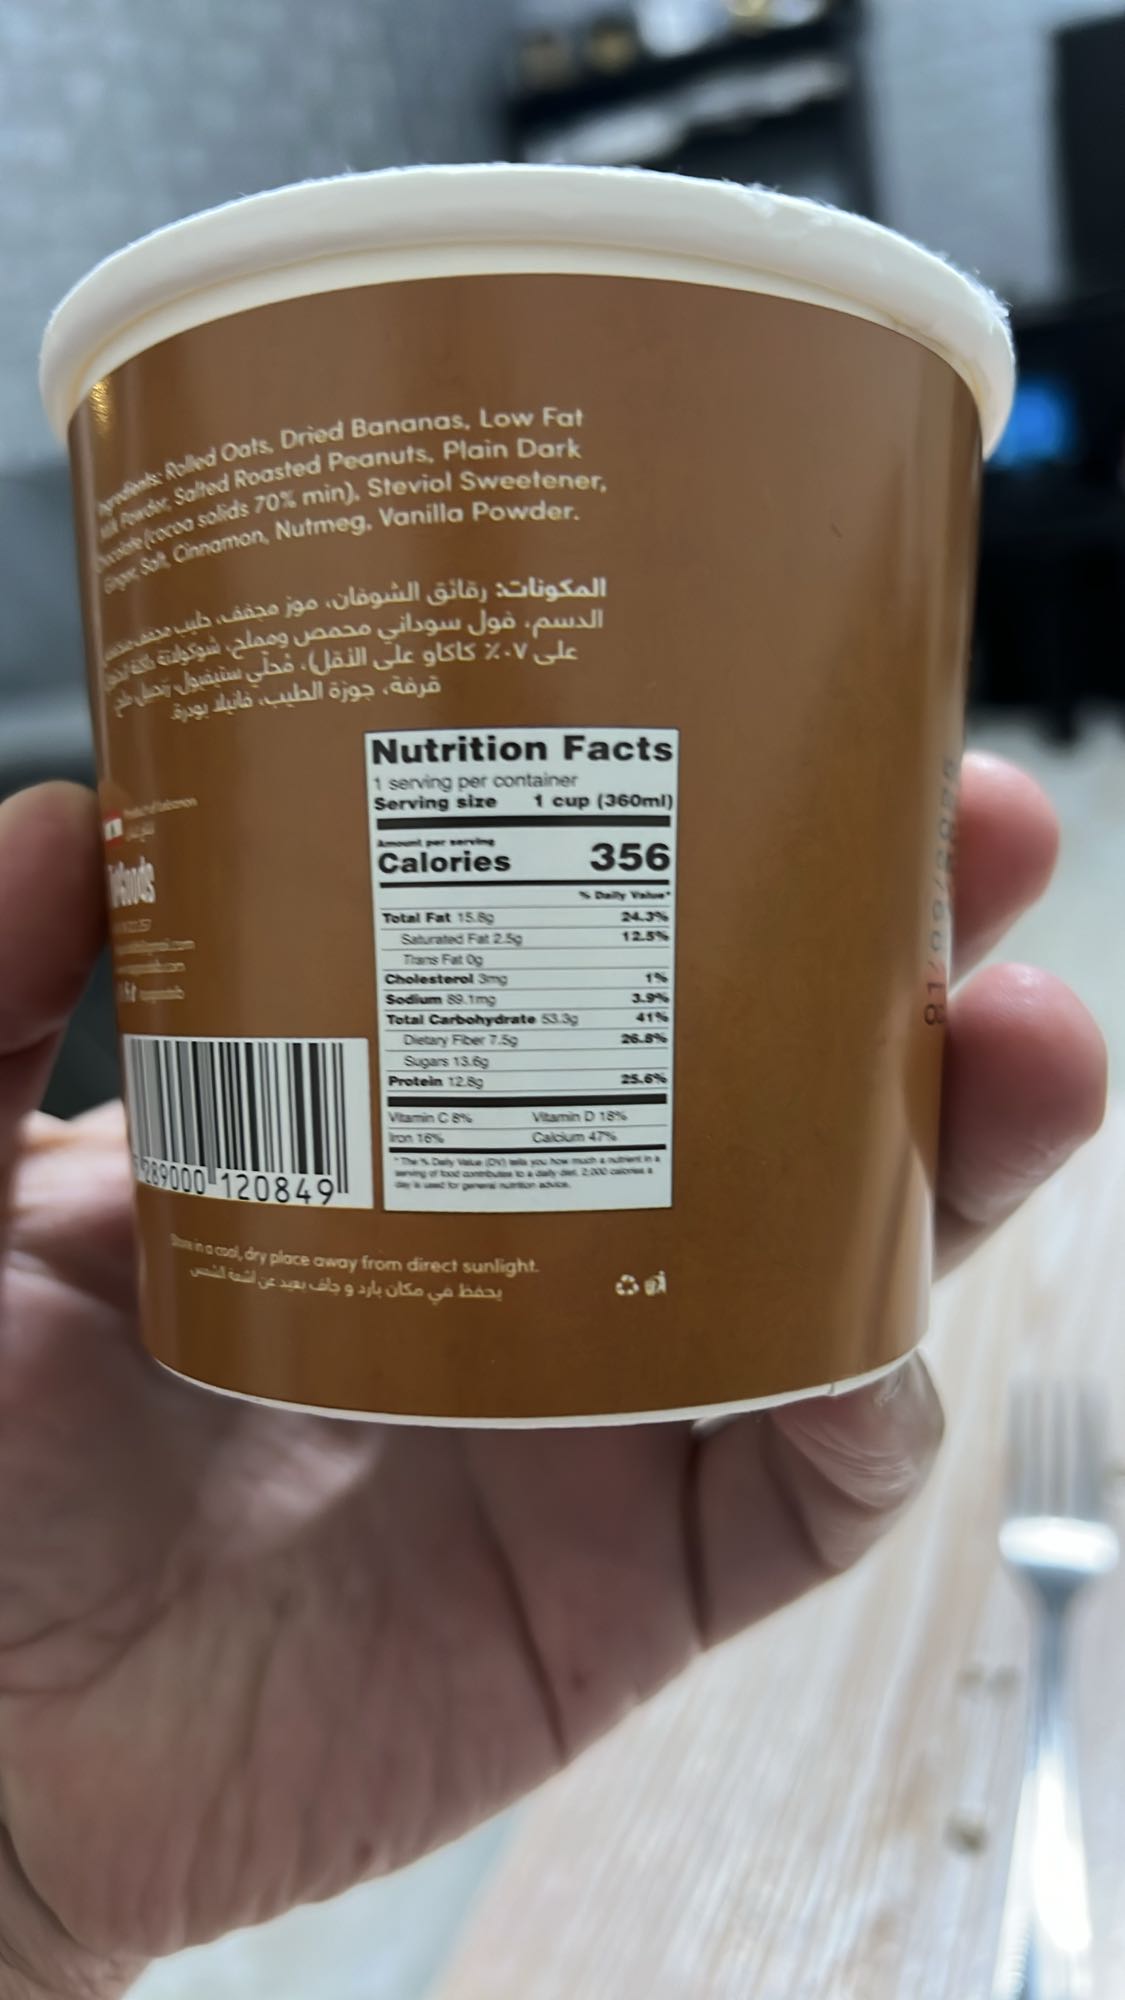 Ingredients: Rolled Oats, Dried Bananas, Low Fat
Milk Powder, Salted Roasted Peanuts, Plain Dark
Chocolate (cocoa solids 70% min), Steviol Sweetener,
Ginger, Salt, Cinnamon, Nutmeg, Vanilla Powder.
المكونات: رقائق الشوفان، موز مجفف، حليب مجفف
الدسم، فول سوداني محمص ومملح، شوكولاتة داكنة
على ٧٠٪ كاكاو على الأقل)، مُحلّي ستيفيول، زنجبيل، ملح
قرفة، جوزة الطيب، فانيلا بودرة.
Product of Lebanon
Nutrition Facts
1 serving per container
Serving size 1 cup (360ml)
Amount per serving
Calories 356
% Daily Value*
Total Fat 15.8g 24.3%
Saturated Fat 2.5g 12.5%
Trans Fat 0g
Cholesterol 3mg 1%
Sodium 89.1mg 3.9%
Total Carbohydrate 53.3g 41%
Dietary Fiber 7.5g 26.8%
Sugars 13.6g
Protein 12.8g 25.6%
Vitamin C 8% Vitamin D 18%
Iron 16% Calcium 47%
* The % Daily Value (DV) tells you how much a nutrient in a
serving of food contributes to a daily diet. 2,000 calories a
day is used for general nutrition advice.
289000 120849
Store in a cool, dry place away from direct sunlight.
يحفظ في مكان بارد و جاف بعيد عن اشعة الشمس